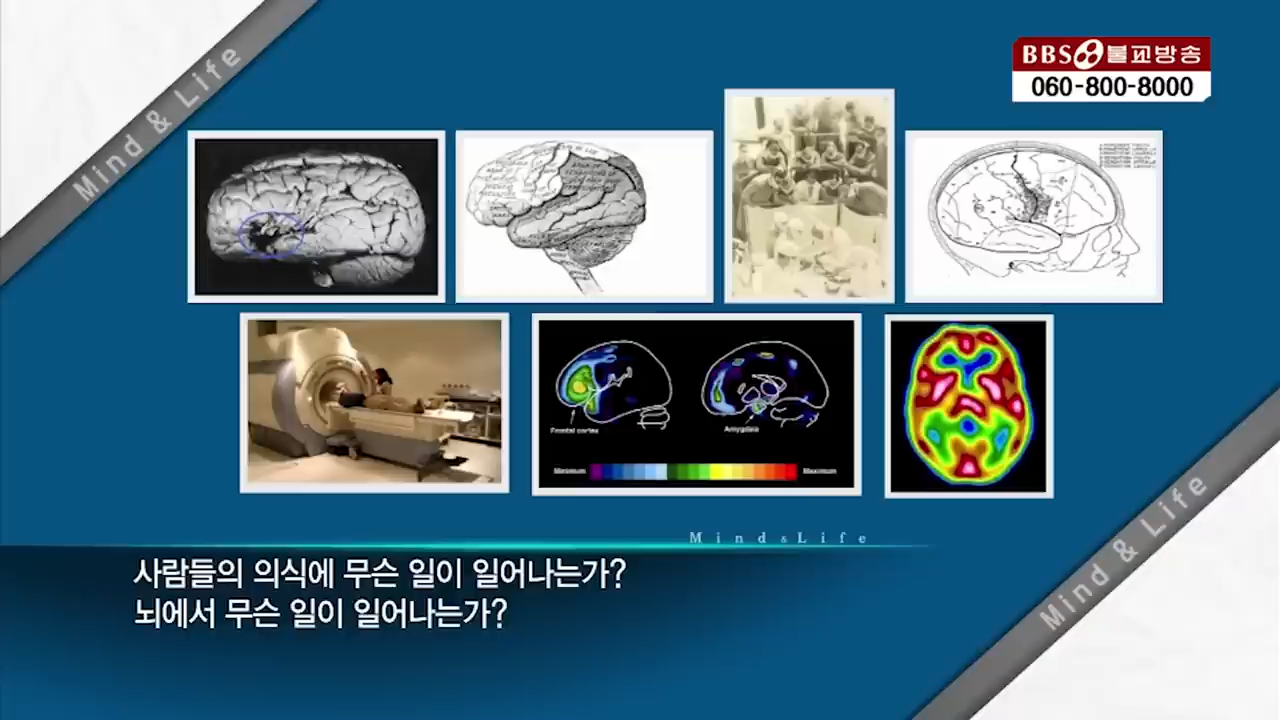 Mind & Life
BBS 불교방송
060-800-8000
Frontal cortex
Amygdala
Minimum
Maximum
Mind & Life
사람들의 의식에 무슨 일이 일어나는가?
뇌에서 무슨 일이 일어나는가?
Mind & Life